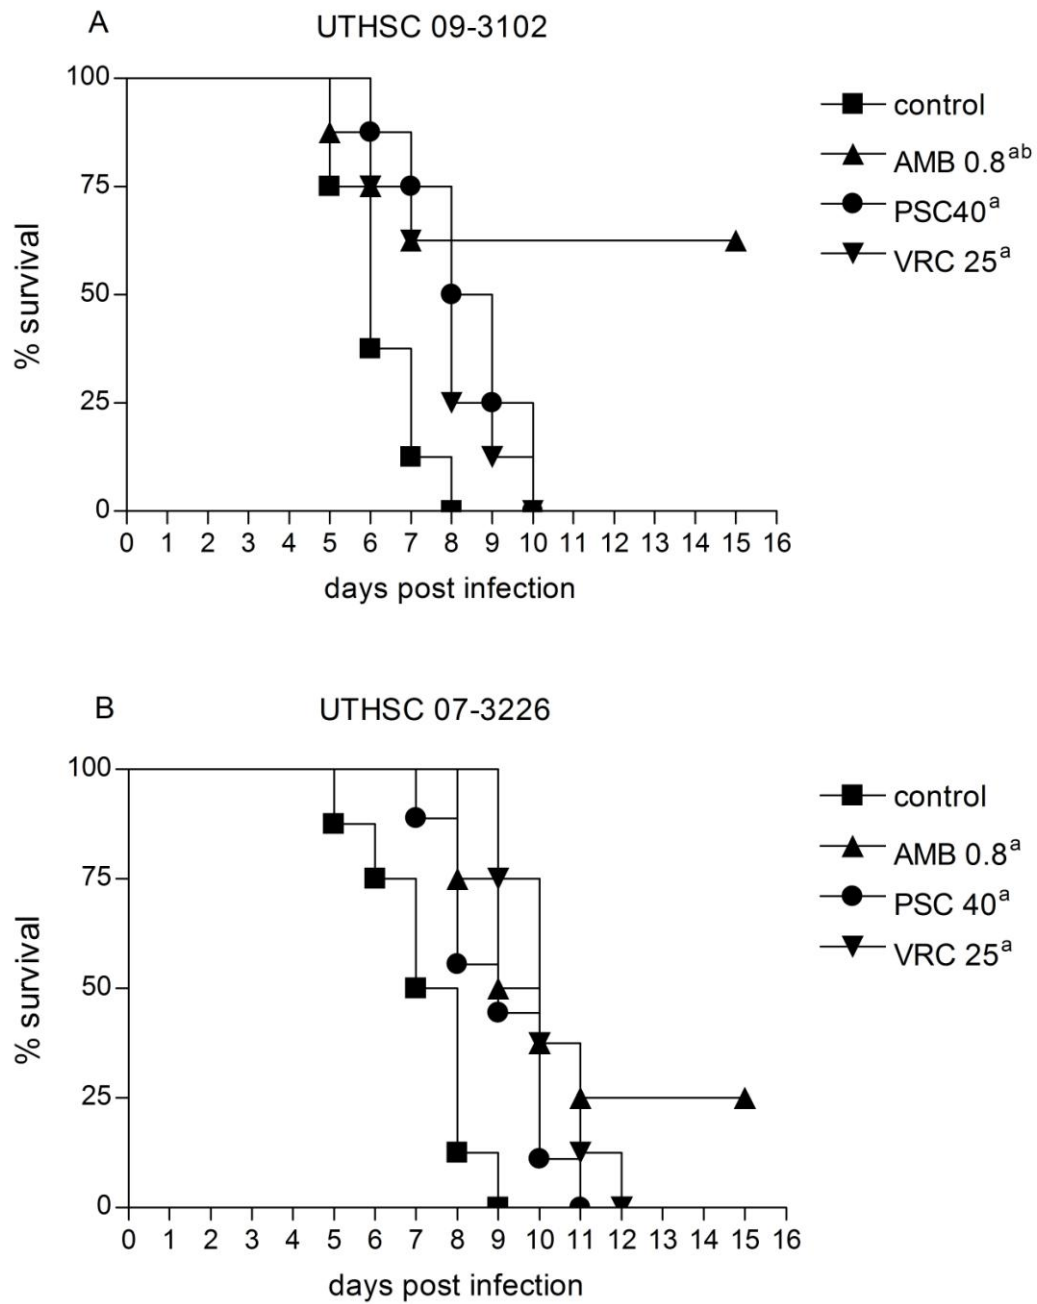 A
UTHSC 09-3102
100
75
50
25
0
% survival
0 1 2 3 4 5 6 7 8 9 10 11 12 13 14 15 16
days post infection
control
AMB 0.8ab
PSC40a
VRC 25a
B
UTHSC 07-3226
100
75
50
25
0
% survival
0 1 2 3 4 5 6 7 8 9 10 11 12 13 14 15 16
days post infection
control
AMB 0.8a
PSC 40a
VRC 25a